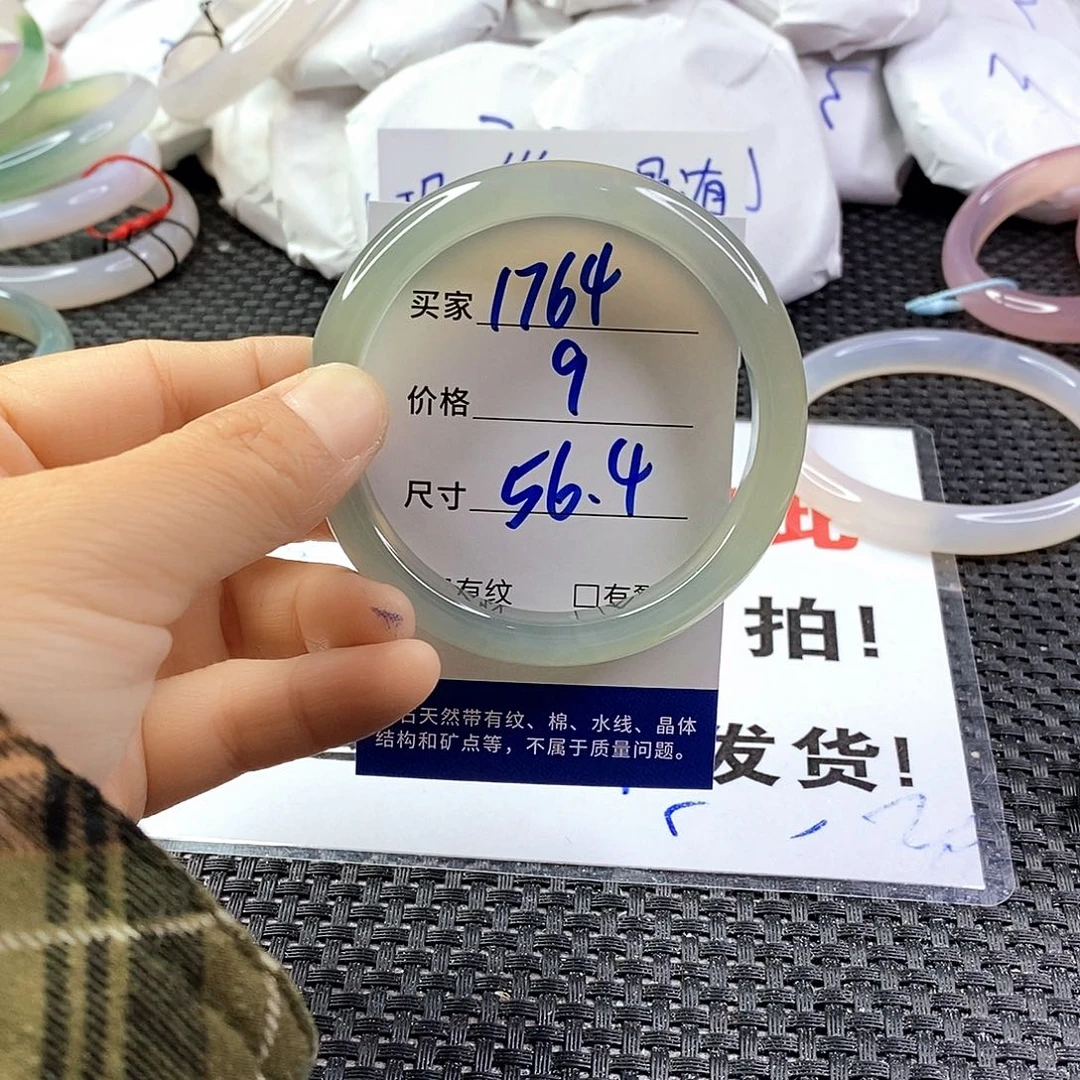 买家 1764
价格 9
尺寸 56.4
有纹 □有
天然带有纹、棉、水线、晶体
结构和矿点等，不属于质量问题。
拍！
发货！